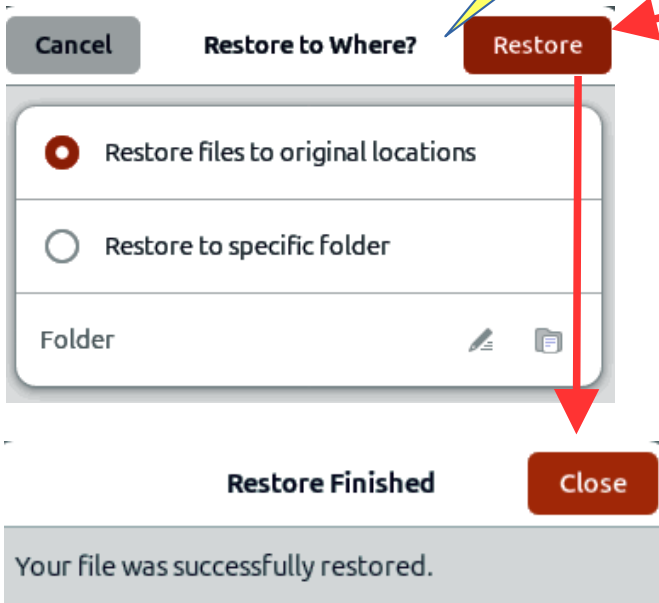 Cancel Restore to Where? Restore
Restore files to original locations
Restore to specific folder
Folder
Restore Finished Close
Your file was successfully restored.